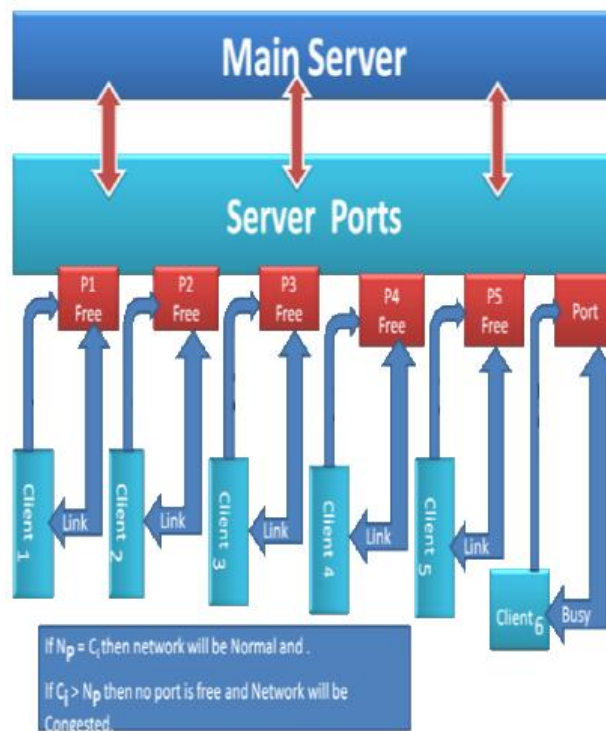 Main Server
Server Ports
P1
Free
P2
Free
P3
Free
P4
Free
P5
Free
Port
Client 1
Link
Client 2
Link
Client 3
Link
Client 4
Link
Client 5
Link
Client 6
Busy
If Np = Ci then network will be Normal and .
If Ci > Np then no port is free and Network will be
Congested.